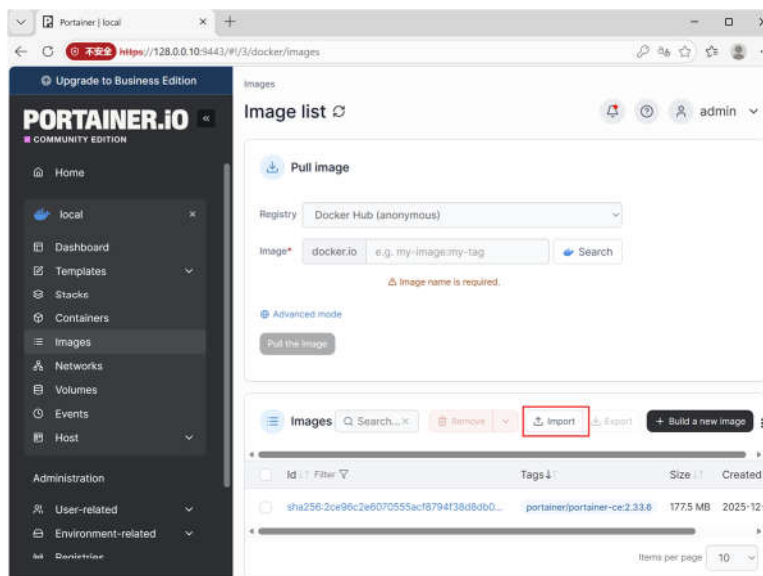 Portainer | local
不安全 https://128.0.0.10:9443/#!/3/docker/images
Upgrade to Business Edition
PORTAINER.iO
COMMUNITY EDITION
Home
local
Dashboard
Templates
Stacks
Containers
Images
Networks
Volumes
Events
Host
Administration
User-related
Environment-related
Registries
Images
Image list
admin
Pull image
Registry Docker Hub (anonymous)
Image* docker.io e.g. my-image:my-tag Search
Image name is required.
Advanced mode
Pull the image
Images Search... Remove Import Export + Build a new image
Id Filter Tags Size Created
portainer/portainer-ce:2.33.6 177.5 MB 2025-12-
Items per page 10